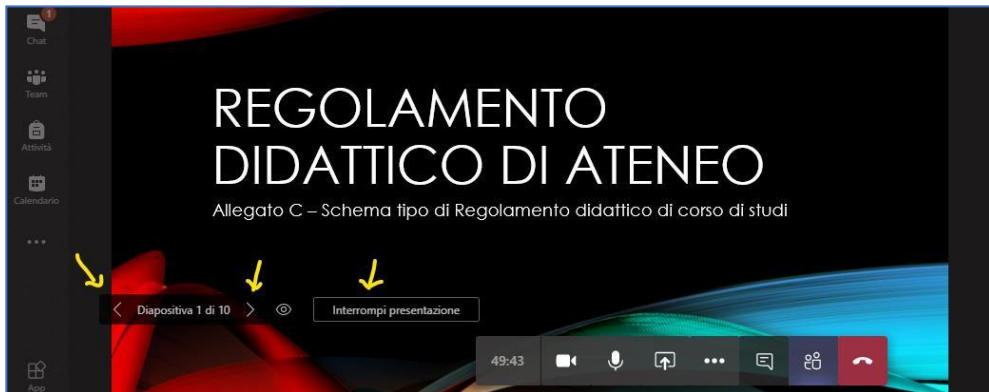 1
Chat
Team
Attività
Calendario
REGOLAMENTO
DIDATTICO DI ATENEO
Allegato C – Schema tipo di Regolamento didattico di corso di studi
Diapositiva 1 di 10
Interrompi presentazione
49:43
App